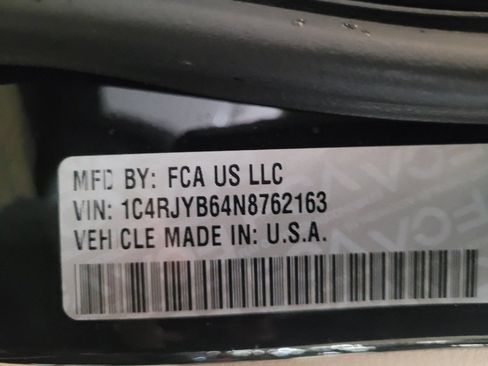 MFD BY: FCA US LLC
VIN: 1C4RJYB64N8762163
VEHICLE MADE IN: U.S.A.